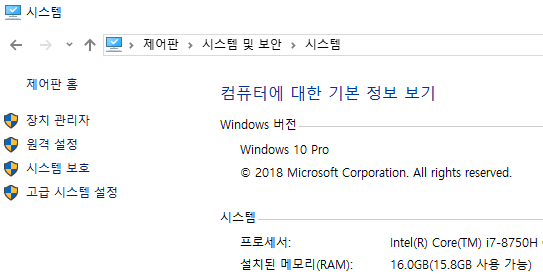 시스템
제어판 시스템 및 보안 시스템
제어판 홈
장치 관리자
원격 설정
시스템 보호
고급 시스템 설정
컴퓨터에 대한 기본 정보 보기
Windows 버전
Windows 10 Pro
© 2018 Microsoft Corporation. All rights reserved.
시스템
프로세서: Intel(R) Core(TM) i7-8750H
설치된 메모리(RAM): 16.0GB(15.8GB 사용 가능)